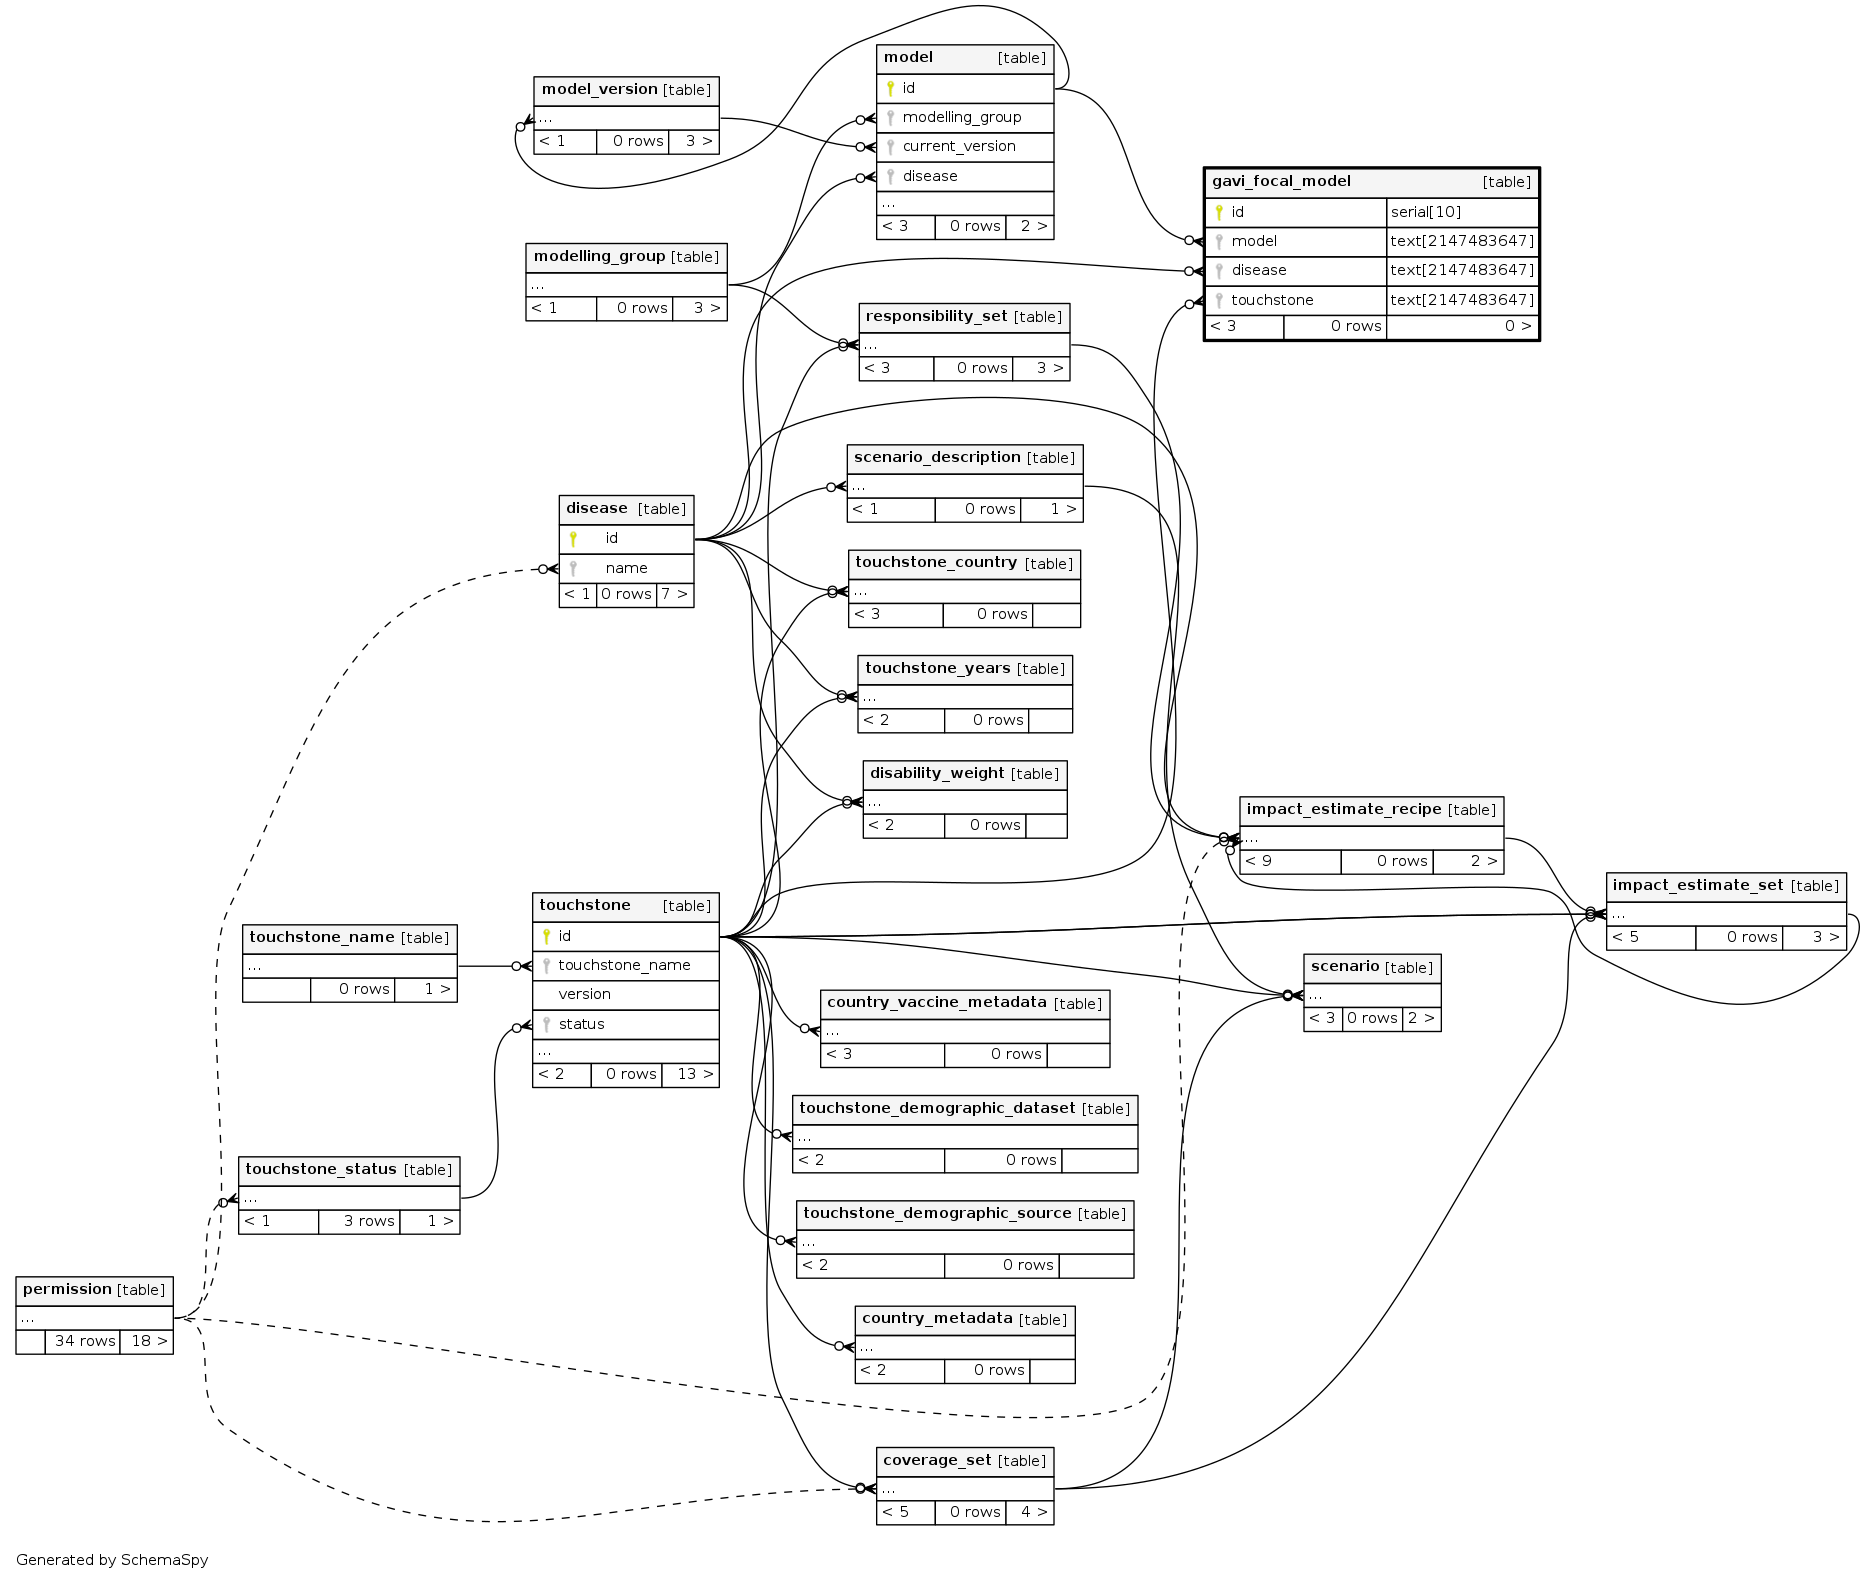 model [table]
id
modelling_group
current_version
disease
...
< 3 0 rows 2 >
model_version [table]
...
< 1 0 rows 3 >
gavi_focal_model [table]
id serial[10]
model text[2147483647]
disease text[2147483647]
touchstone text[2147483647]
< 3 0 rows 0 >
modelling_group [table]
...
< 1 0 rows 3 >
responsibility_set [table]
...
< 3 0 rows 3 >
scenario_description [table]
...
< 1 0 rows 1 >
disease [table]
id
name
< 1 0 rows 7 >
touchstone_country [table]
...
< 3 0 rows
touchstone_years [table]
...
< 2 0 rows
disability_weight [table]
...
< 2 0 rows
impact_estimate_recipe [table]
...
< 9 0 rows 2 >
impact_estimate_set [table]
...
< 5 0 rows 3 >
touchstone [table]
id
touchstone_name
version
status
...
< 2 0 rows 13 >
touchstone_name [table]
...
0 rows 1 >
scenario [table]
...
< 3 0 rows 2 >
country_vaccine_metadata [table]
...
< 3 0 rows
touchstone_demographic_dataset [table]
...
< 2 0 rows
touchstone_status [table]
...
< 1 3 rows 1 >
touchstone_demographic_source [table]
...
< 2 0 rows
permission [table]
...
34 rows 18 >
country_metadata [table]
...
< 2 0 rows
coverage_set [table]
...
< 5 0 rows 4 >
Generated by SchemaSpy